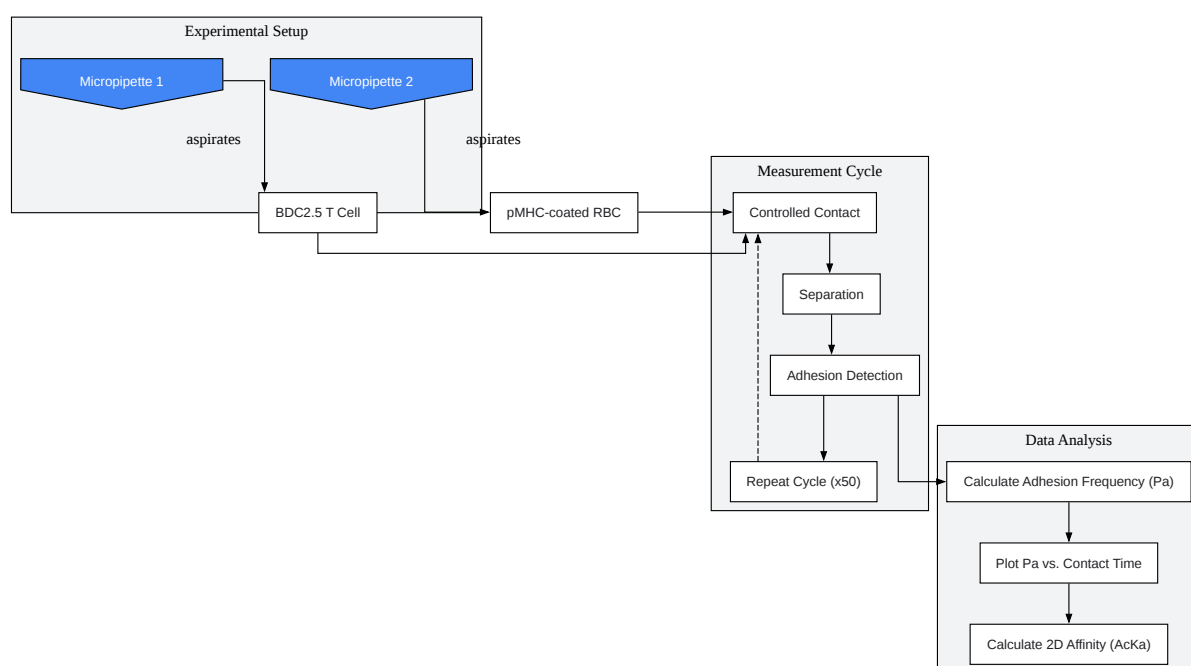 Experimental Setup
Micropipette 1
Micropipette 2
aspirates
aspirates
BDC2.5 T Cell
pMHC-coated RBC
Measurement Cycle
Controlled Contact
Separation
Adhesion Detection
Repeat Cycle (x50)
Data Analysis
Calculate Adhesion Frequency (Pa)
Plot Pa vs. Contact Time
Calculate 2D Affinity (AcKa)